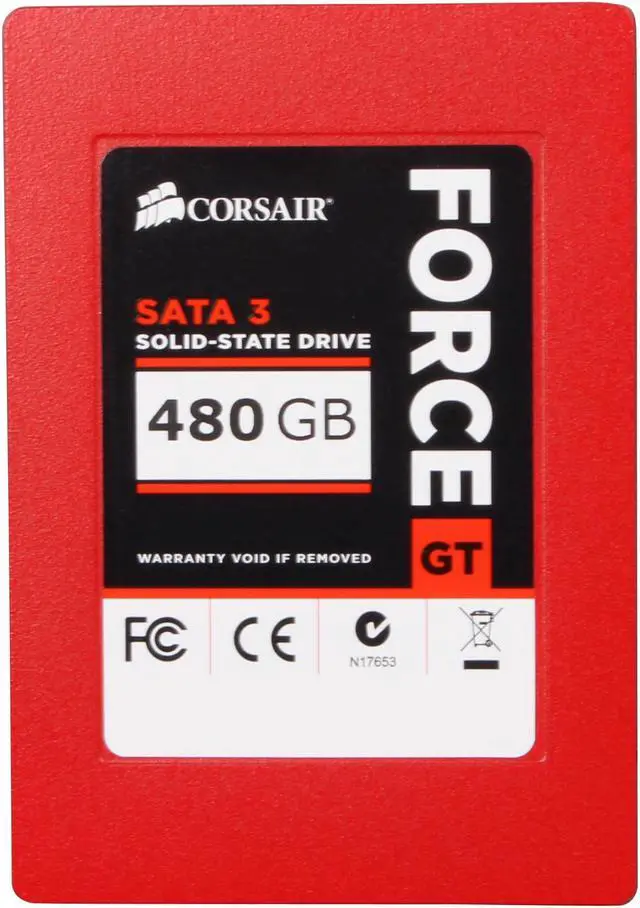 CORSAIR®
SATA 3
SOLID-STATE DRIVE
480 GB
WARRANTY VOID IF REMOVED
FORCE
GT
FC
CE
N17653